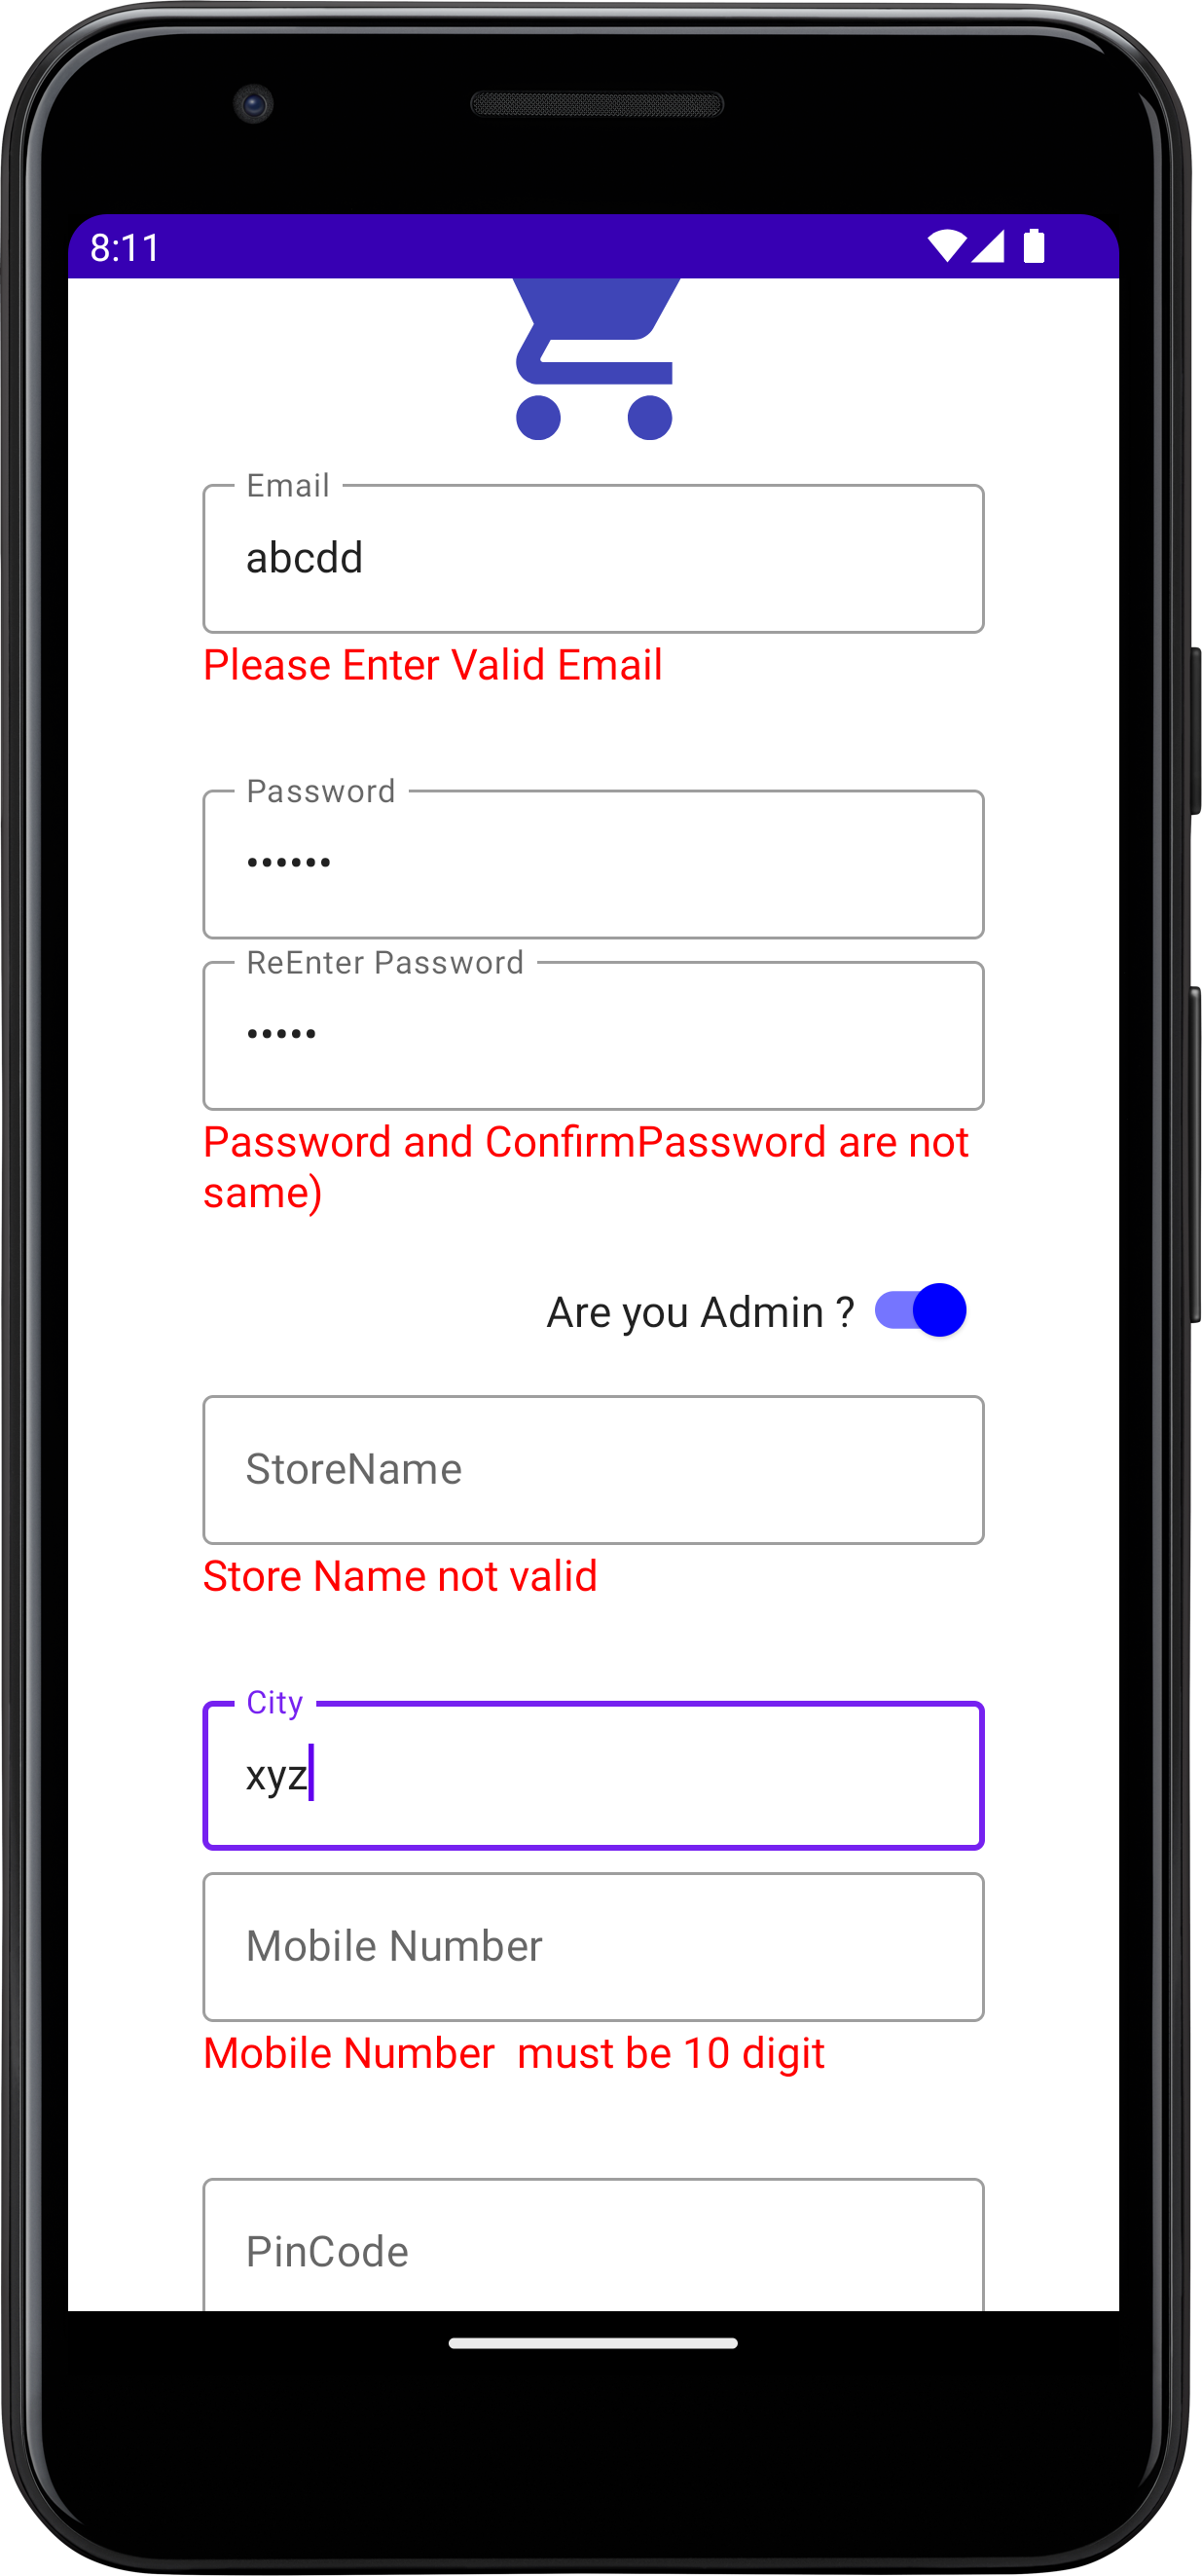 8:11
Email
abcdd
Please Enter Valid Email
Password
••••••
ReEnter Password
•••••
Password and ConfirmPassword are not
same)
Are you Admin ?
StoreName
Store Name not valid
City
xyz
Mobile Number
Mobile Number  must be 10 digit
PinCode